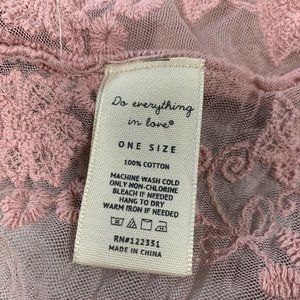 Do everything
in love®
ONE SIZE
100% COTTON
MACHINE WASH COLD
ONLY NON-CHLORINE
BLEACH IF NEEDED
HANG TO DRY
WARM IRON IF NEEDED
RN#122351
MADE IN CHINA